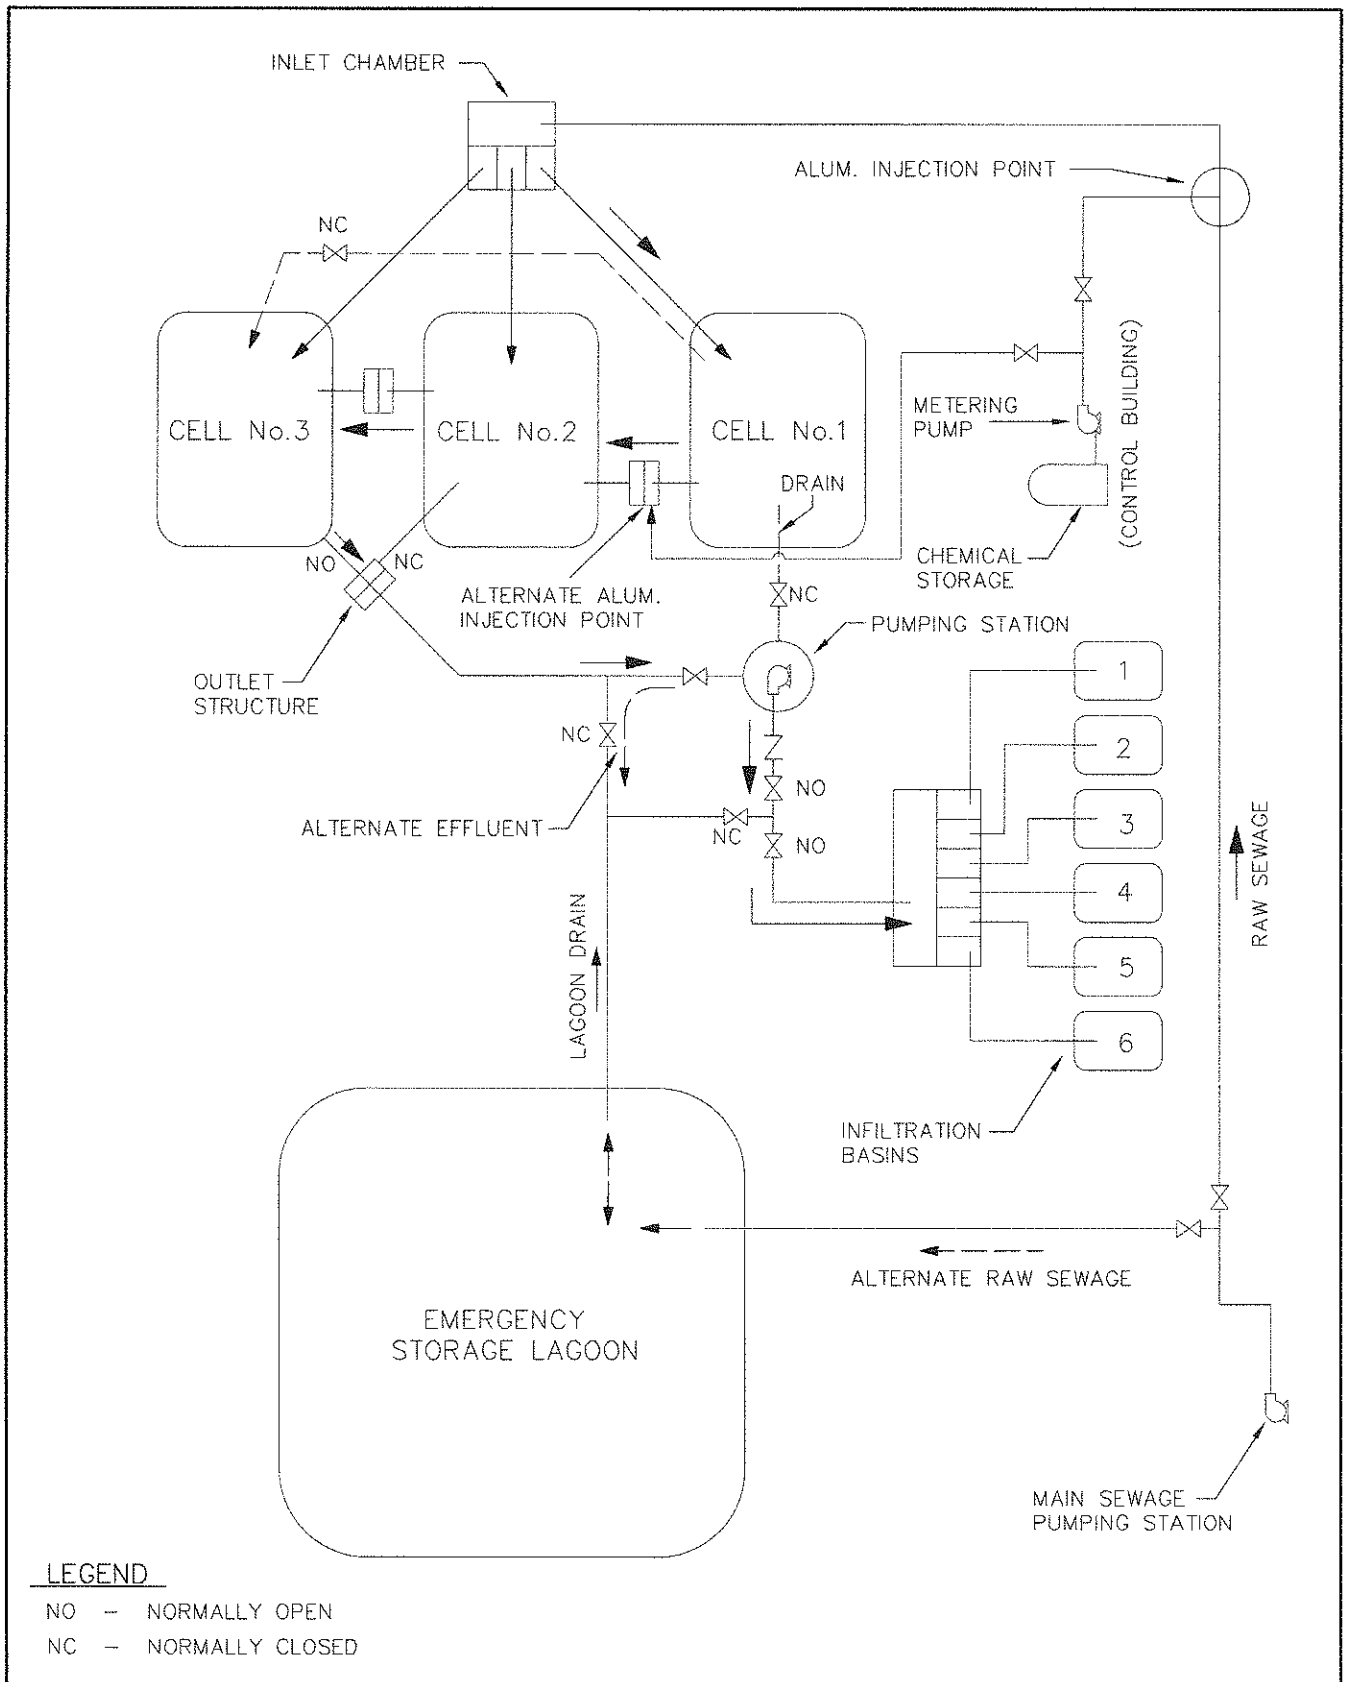 INLET CHAMBER
ALUM. INJECTION POINT
NC
(CONTROL BUILDING)
METERING
PUMP
CELL No.3
CELL No.2
CELL No.1
DRAIN
CHEMICAL
STORAGE
NO
NC
ALTERNATE ALUM.
INJECTION POINT
NC
PUMPING STATION
OUTLET
STRUCTURE
1
NC
2
NO
ALTERNATE EFFLUENT
NC
NO
3
4
RAW SEWAGE
LAGOON DRAIN
5
6
INFILTRATION
BASINS
ALTERNATE RAW SEWAGE
EMERGENCY
STORAGE LAGOON
MAIN SEWAGE
PUMPING STATION
LEGEND
NO - NORMALLY OPEN
NC - NORMALLY CLOSED